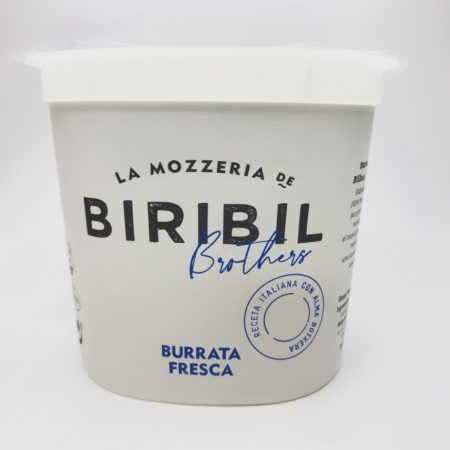 LA MOZZERIA DE
BIRIBIL
Brothers
RECETA ITALIANA CON ALMA BOTXERA
BURRATA
FRESCA